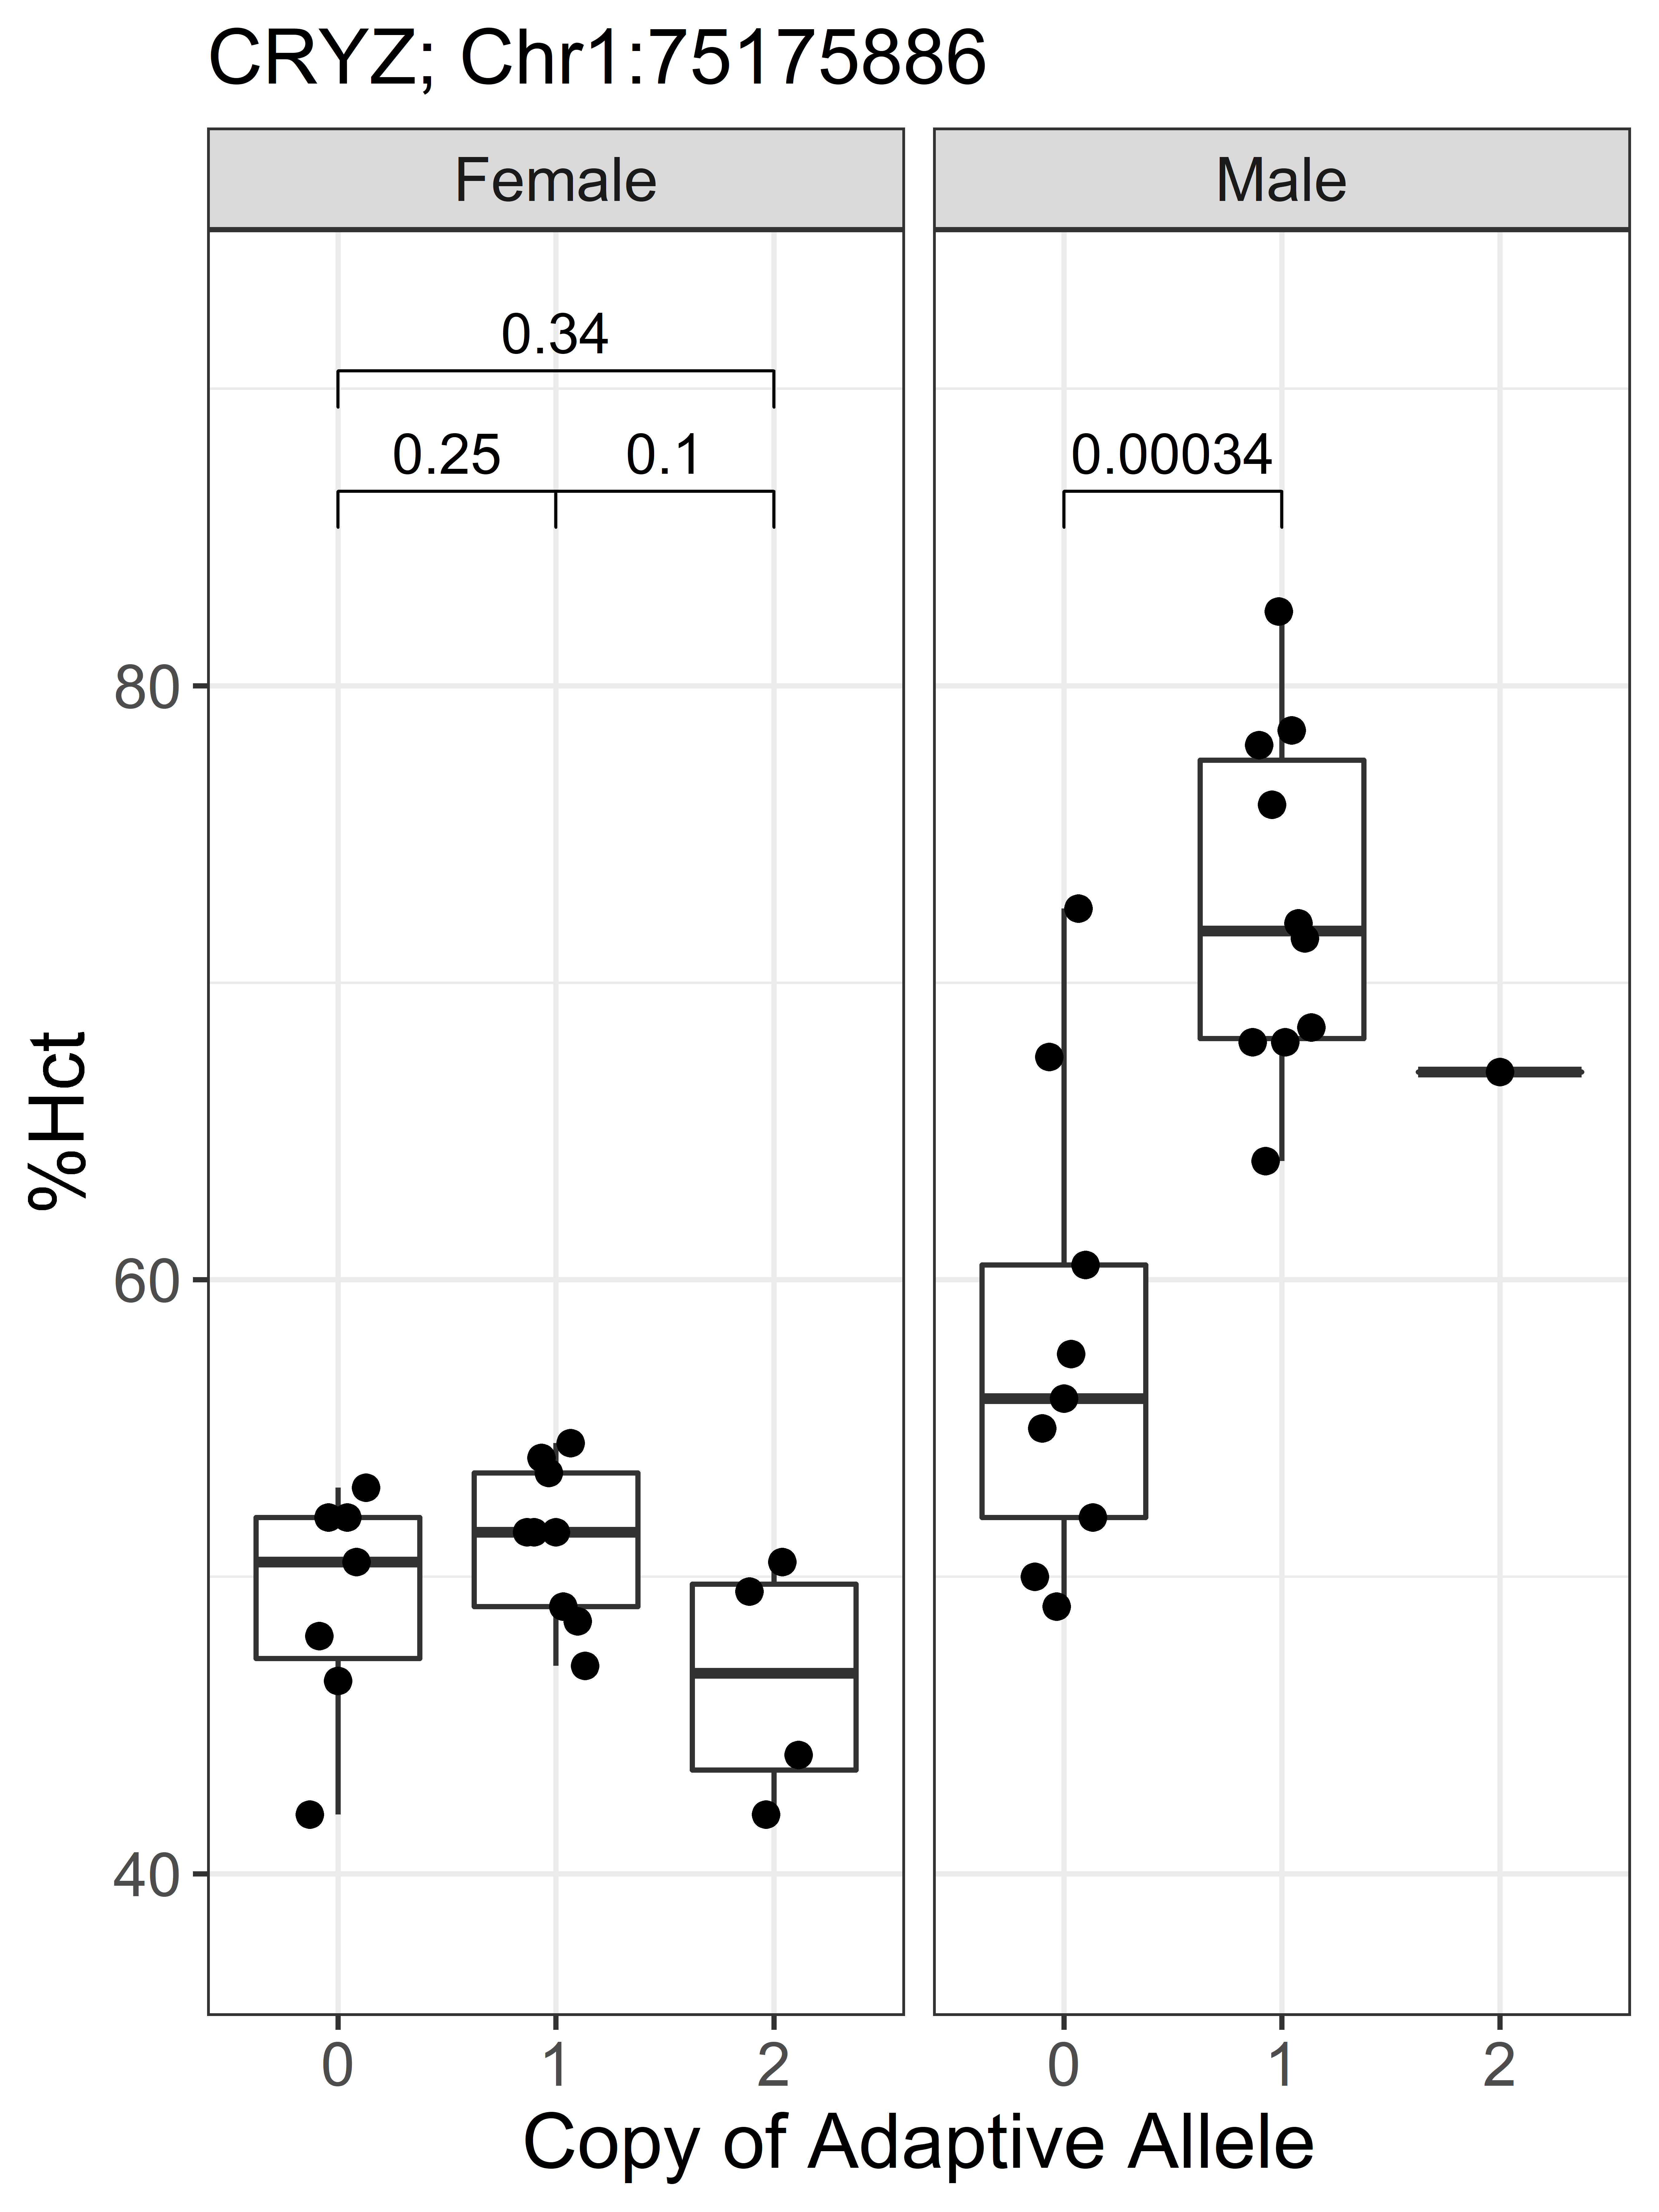 CRYZ; Chr1:75175886
Female
Male
0.34
0.25
0.1
0.00034
80
60
40
%Hct
0
1
2
0
1
2
Copy of Adaptive Allele